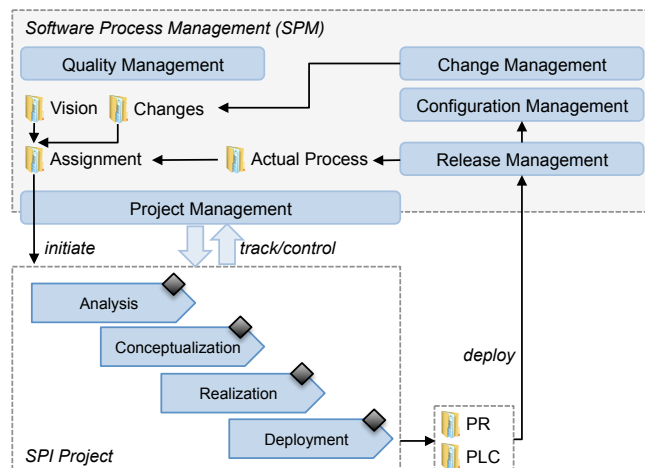 Software Process Management (SPM)
Quality Management
Change Management
Vision
Changes
Configuration Management
Assignment
Actual Process
Release Management
Project Management
initiate
track/control
Analysis
Conceptualization
deploy
Realization
Deployment
PR
SPI Project
PLC